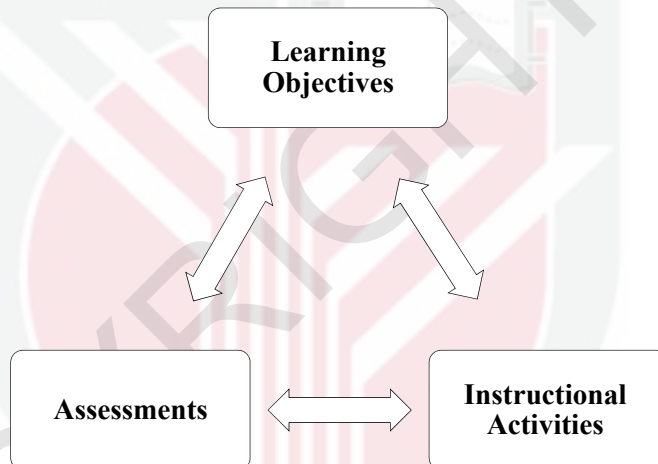 Learning
Objectives
Assessments
Instructional
Activities